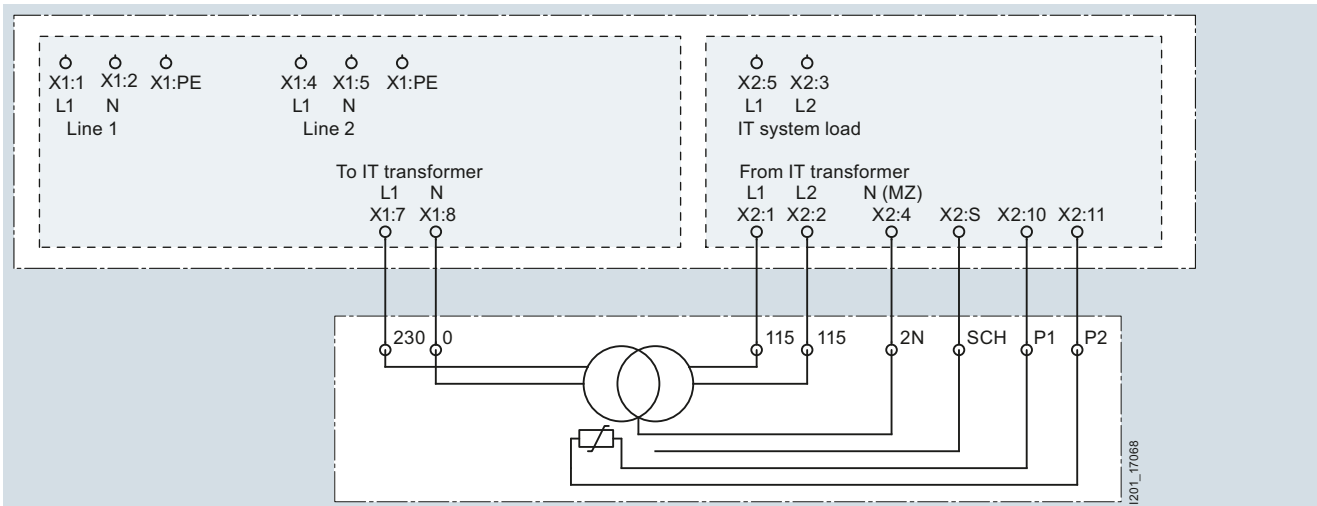 X1:1 X1:2 X1:PE X1:4 X1:5 X1:PE X2:5 X2:3
L1 N L1 N L1 L2
Line 1 Line 2 IT system load
To IT transformer From IT transformer
L1 N L1 L2 N (MZ)
X1:7 X1:8 X2:1 X2:2 X2:4 X2:S X2:10 X2:11
230 0 115 115 2N SCH P1 P2
I201_17068